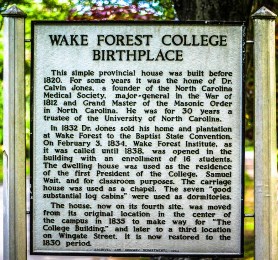 WAKE FOREST COLLEGE
BIRTHPLACE
This simple provincial house was built before
1820. For some years it was the home of Dr.
Calvin Jones, a founder of the North Carolina
Medical Society, major-general in the War of
1812 and Grand Master of the Masonic Order
in North Carolina. He was for 30 years a
trustee of the University of North Carolina.
In 1832 Dr. Jones sold his home and plantation
at Wake Forest to the Baptist State Convention.
On February 3, 1834, Wake Forest Institute, as
it was called until 1838, was opened in the
building with an enrollment of 16 students.
The dwelling house was used as the residence
of the first President of the College, Samuel
Wait, and for classroom purposes. The carriage
house was used as a chapel. The seven "good
substantial log cabins" were used as dormitories.
The house, now on its fourth site, was moved
from its original location in the center of the
campus in 1835 to make way for "The
College Building," and later to a third location
on Wingate Street. It is now restored to the
1830 period.